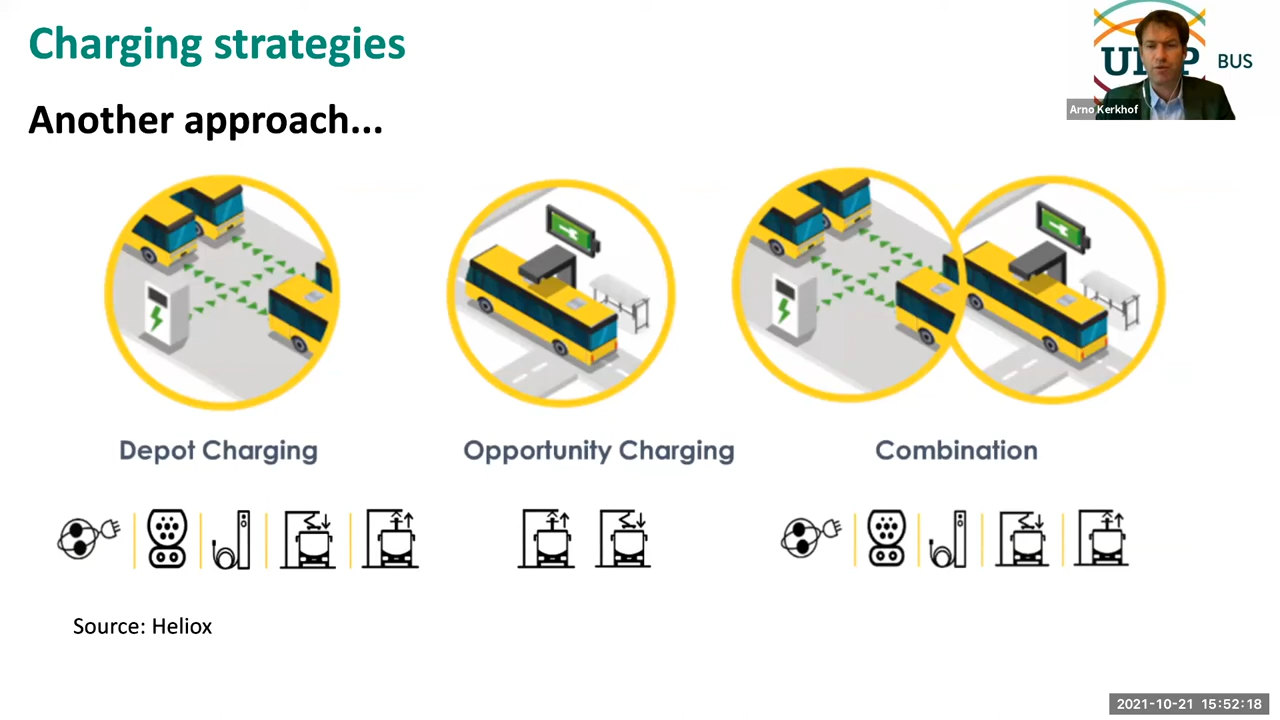 Charging strategies
BUS
Arno Kerkhof
Another approach...
Depot Charging
Opportunity Charging
Combination
Source: Heliox
2021-10-21 15:52:18